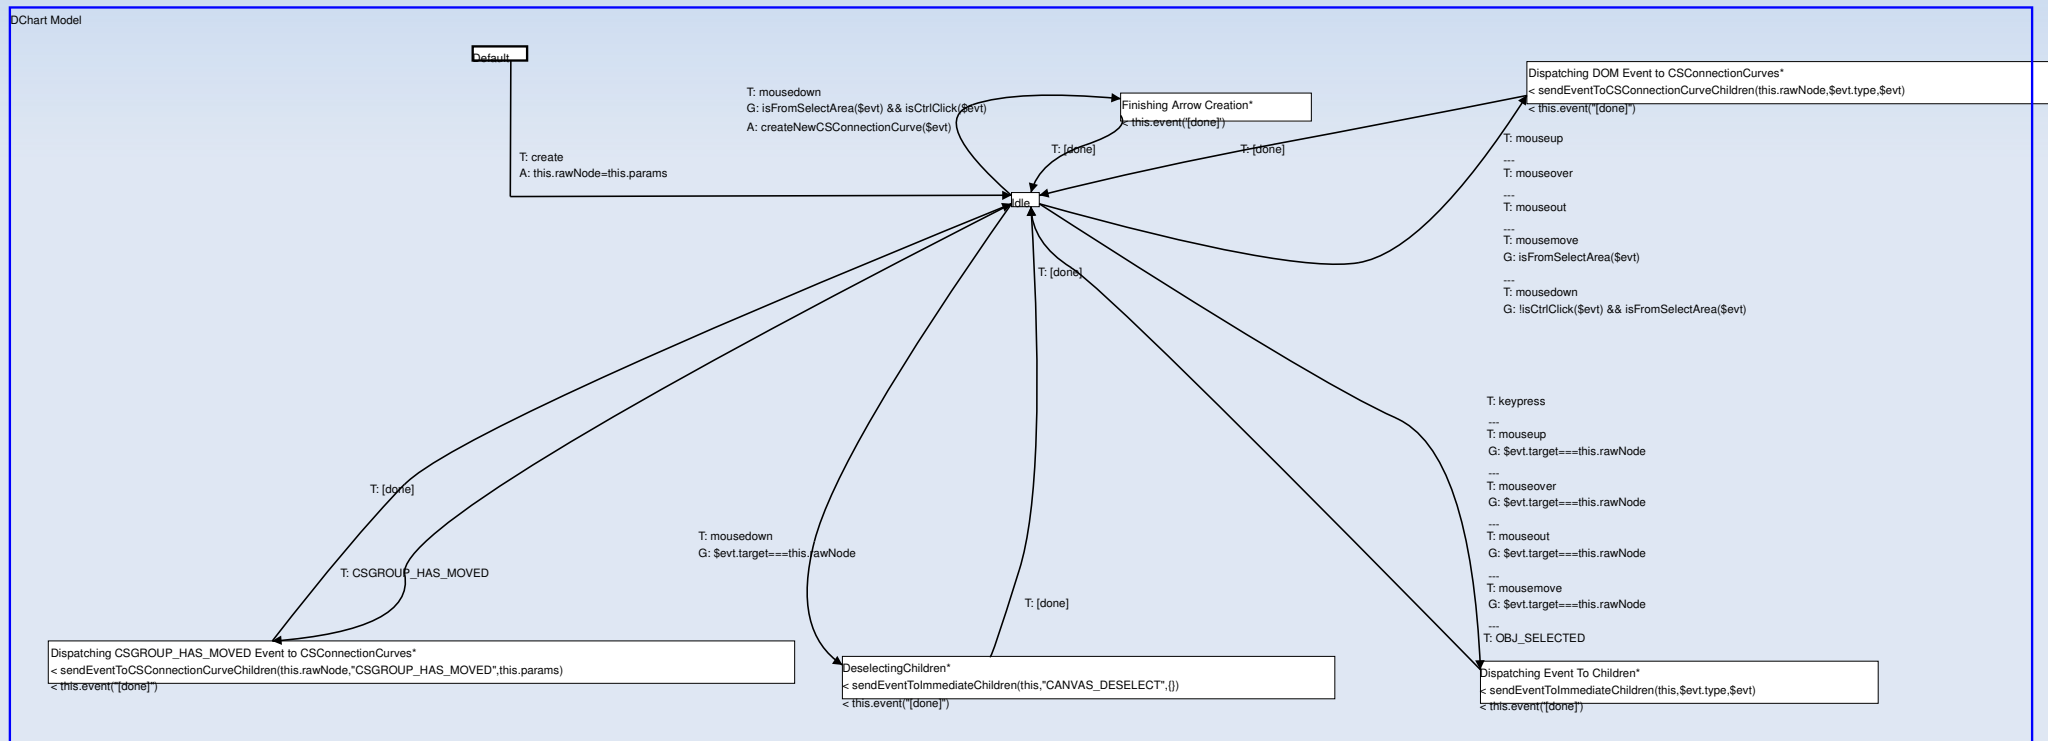 DChart Model
Default
T: create
A: this.rawNode=this.params
T: mousedown
G: isFromSelectArea($evt) && isCtrlClick($evt)
A: createNewCSConnectionCurve($evt)
Finishing Arrow Creation*
< this.event('[done]')
T: [done]
T: [done]
Dispatching DOM Event to CSConnectionCurves*
< sendEventToCSConnectionCurveChildren(this.rawNode,$evt.type,$evt)
< this.event("[done]")
T: mouseup
---
T: mouseover
---
T: mouseout
---
T: mousemove
G: isFromSelectArea($evt)
---
T: mousedown
G: !isCtrlClick($evt) && isFromSelectArea($evt)
Idle
T: [done]
T: keypress
---
T: mouseup
G: $evt.target===this.rawNode
---
T: mouseover
G: $evt.target===this.rawNode
---
T: mouseout
G: $evt.target===this.rawNode
---
T: mousemove
G: $evt.target===this.rawNode
---
T: OBJ_SELECTED
T: [done]
T: CSGROUP_HAS_MOVED
T: mousedown
G: $evt.target===this.rawNode
T: [done]
Dispatching CSGROUP_HAS_MOVED Event to CSConnectionCurves*
< sendEventToCSConnectionCurveChildren(this.rawNode,"CSGROUP_HAS_MOVED",this.params)
< this.event("[done]")
DeselectingChildren*
< sendEventToImmediateChildren(this,"CANVAS_DESELECT",{})
< this.event("[done]")
Dispatching Event To Children*
< sendEventToImmediateChildren(this,$evt.type,$evt)
< this.event('[done]')